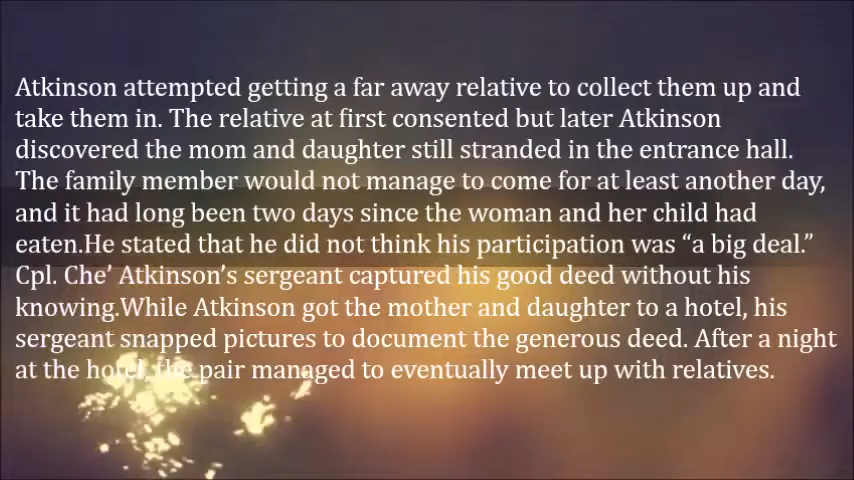 Atkinson attempted getting a far away relative to collect them up and
take them in. The relative at first consented but later Atkinson
discovered the mom and daughter still stranded in the entrance hall.
The family member would not manage to come for at least another day,
and it had long been two days since the woman and her child had
eaten.He stated that he did not think his participation was “a big deal.”
Cpl. Che’ Atkinson’s sergeant captured his good deed without his
knowing.While Atkinson got the mother and daughter to a hotel, his
sergeant snapped pictures to document the generous deed. After a night
at the hotel, the pair managed to eventually meet up with relatives.